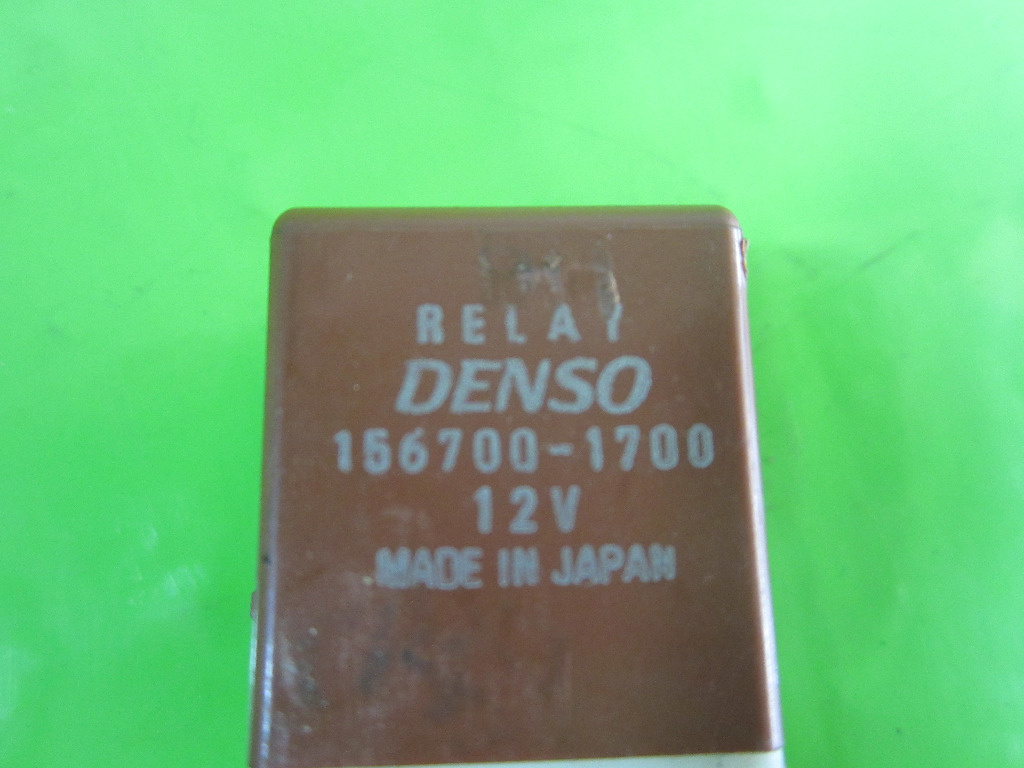 RELAY
DENSO
156700-1700
12V
MADE IN JAPAN